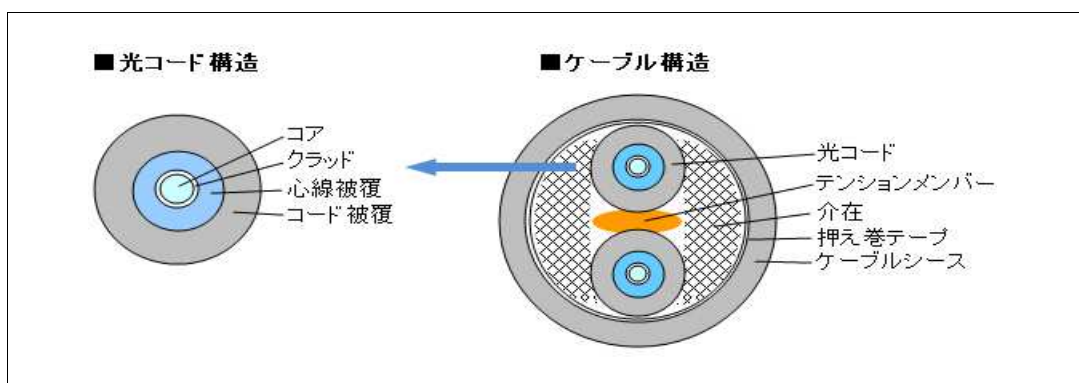 ■光コード構造
コア
クラッド
心線被覆
コード被覆
■ケーブル構造
光コード
テンションメンバー
介在
押え巻テープ
ケーブルシース